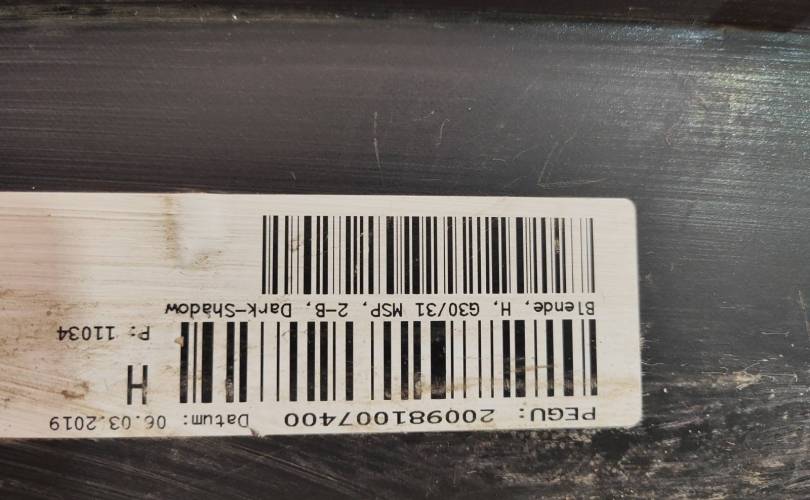 PEGU: 200981007400 Datum: 06.03.2019
H
P: 11034
Blende, H, G30/31 MSP, 2-B, Dark-Shadow